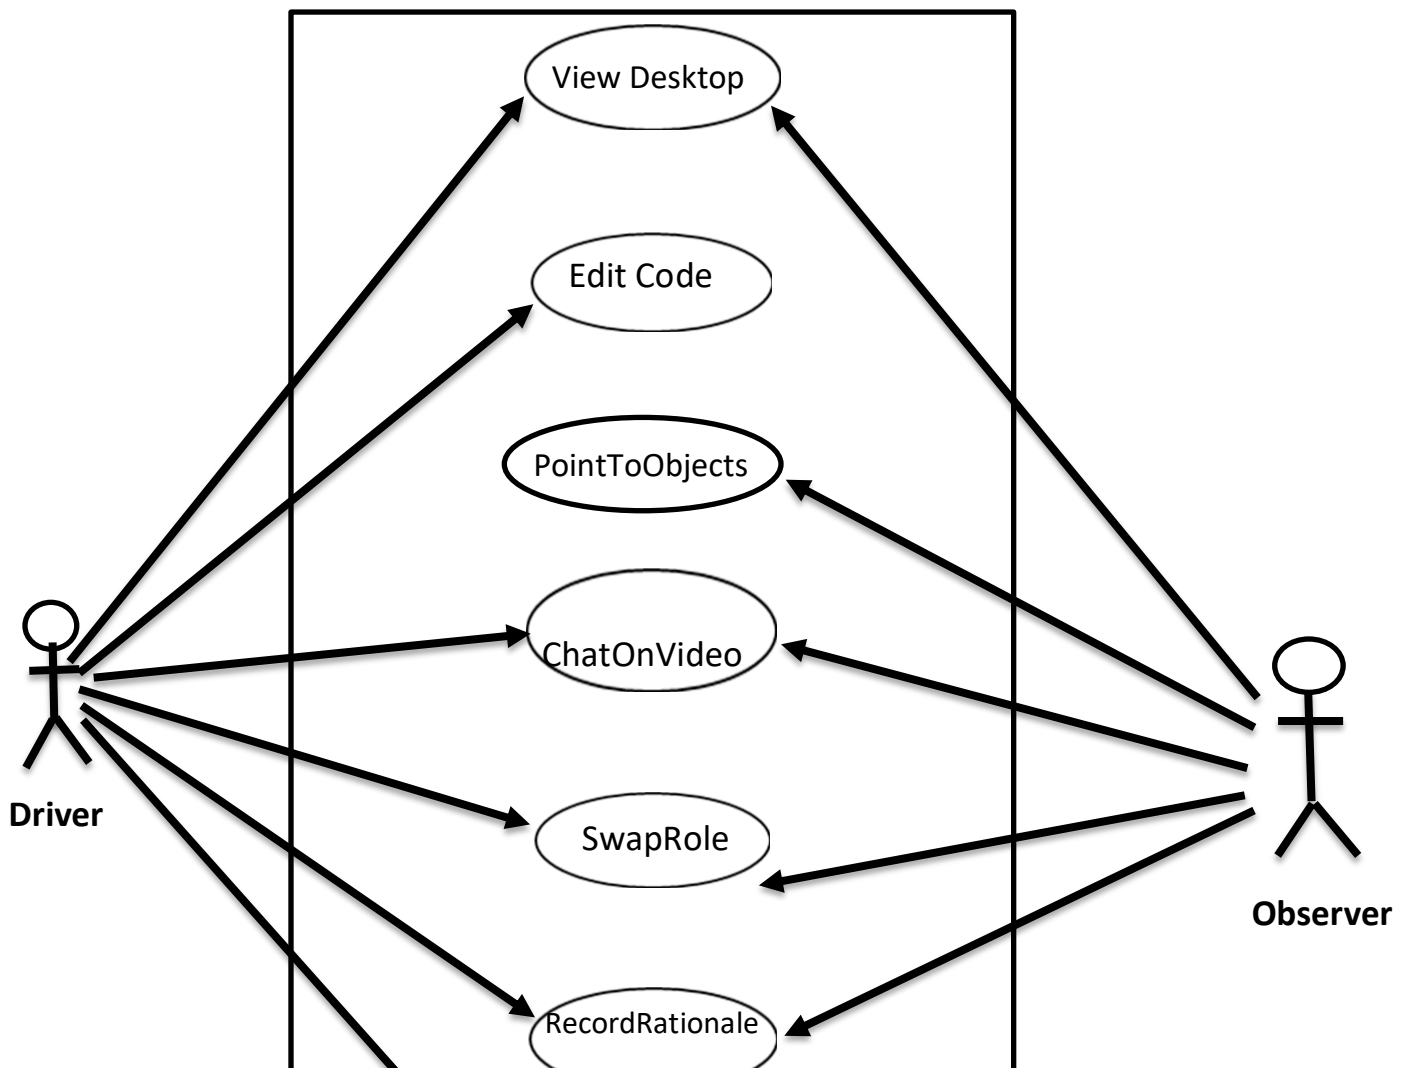 View Desktop
Edit Code
PointToObjects
ChatOnVideo
Driver
SwapRole
Observer
RecordRationale